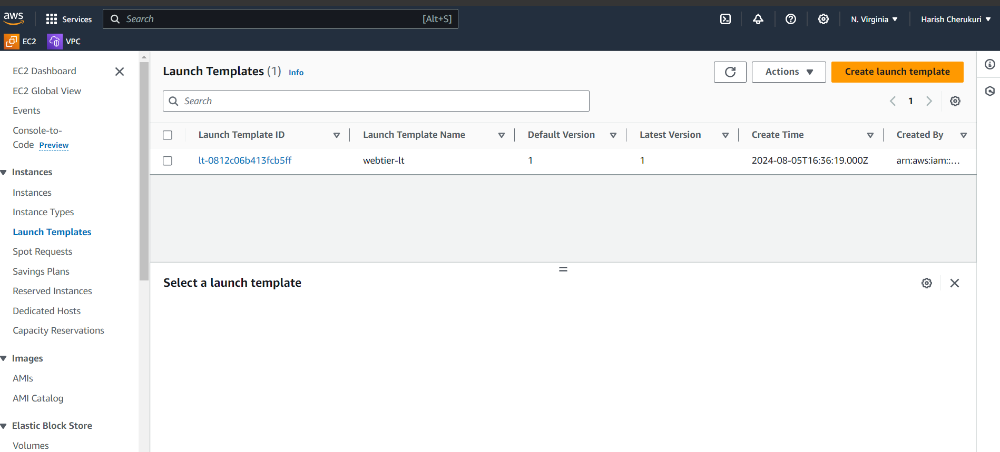 aws
Services
Search [Alt+S]
N. Virginia
Harish Cherukuri
EC2
VPC
EC2 Dashboard
EC2 Global View
Events
Console-to-
Code Preview
Instances
Instances
Instance Types
Launch Templates
Spot Requests
Savings Plans
Reserved Instances
Dedicated Hosts
Capacity Reservations
Images
AMIs
AMI Catalog
Elastic Block Store
Volumes
Launch Templates (1) Info
Actions
Create launch template
Search
1
Launch Template ID Launch Template Name Default Version Latest Version Create Time Created By
lt-0812c06b413fcb5ff webtier-lt 1 1 2024-08-05T16:36:19.000Z arn:aws:iam::...
Select a launch template